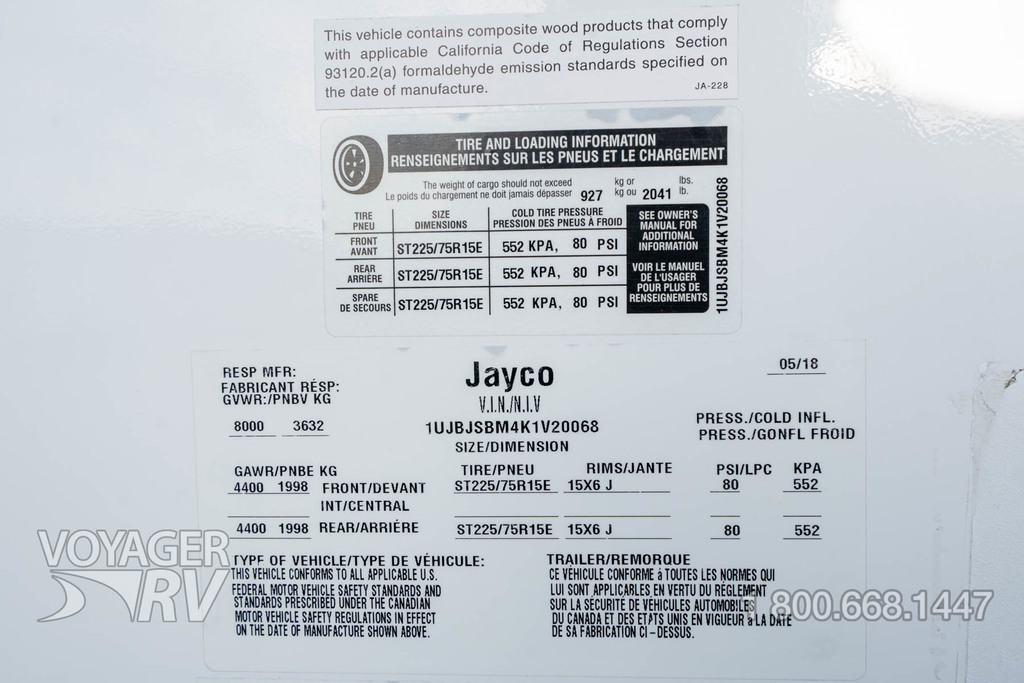 This vehicle contains composite wood products that comply
with applicable California Code of Regulations Section
93120.2(a) formaldehyde emission standards specified on
the date of manufacture.
JA-228
TIRE AND LOADING INFORMATION
RENSEIGNEMENTS SUR LES PNEUS ET LE CHARGEMENT
The weight of cargo should not exceed
Le poids du chargement ne doit jamais dépasser
927 kg or kg ou 2041 lbs. lb.
TIRE PNEU SIZE DIMENSIONS COLD TIRE PRESSURE PRESSION DES PNEUS À FROID
FRONT AVANT ST225/75R15E 552 KPA, 80 PSI
REAR ARRIÈRE ST225/75R15E 552 KPA, 80 PSI
SPARE DE SECOURS ST225/75R15E 552 KPA, 80 PSI
SEE OWNER'S
MANUAL FOR
ADDITIONAL
INFORMATION
VOIR LE MANUEL
DE L'USAGER
POUR PLUS DE
RENSEIGNEMENTS
1UJBJSBM4K1V20068
RESP MFR:
FABRICANT RÉSP:
GVWR:/PNBV KG
8000 3632
Jayco
V.I.N./N.I.V
1UJBJSBM4K1V20068
SIZE/DIMENSION
05/18
PRESS./COLD INFL.
PRESS./GONFL FROID
GAWR/PNBE KG TIRE/PNEU RIMS/JANTE PSI/LPC KPA
4400 1998 FRONT/DEVANT ST225/75R15E 15X6 J 80 552
INT/CENTRAL
4400 1998 REAR/ARRIÉRE ST225/75R15E 15X6 J 80 552
TYPE OF VEHICLE/TYPE DE VÉHICULE: TRAILER/REMORQUE
THIS VEHICLE CONFORMS TO ALL APPLICABLE U.S.
FEDERAL MOTOR VEHICLE SAFETY STANDARDS AND
STANDARDS PRESCRIBED UNDER THE CANADIAN
MOTOR VEHICLE SAFETY REGULATIONS IN EFFECT
ON THE DATE OF MANUFACTURE SHOWN ABOVE.
CE VÉHICULE CONFORME à TOUTES LES NORMES QUI
LUI SONT APPLICABLES EN VERTU DU RÉGLEMENT
SUR LA SÉCURITÉ DE VÉHICULES AUTOMOBILES
DU CANADA ET DES ETATS UNIS EN VIGUEUR à LA DATE
DE SA FABRICATION CI-DESSUS.
VOYAGER
RV
1.800.668.1447